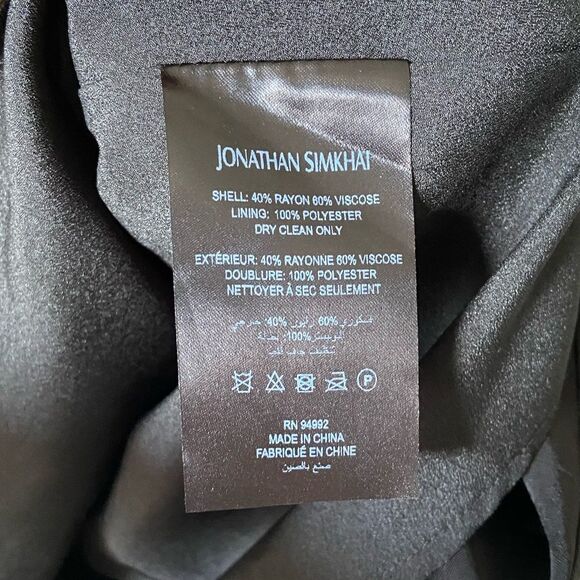 JONATHAN SIMKHAI
SHELL: 40% RAYON 60% VISCOSE
LINING: 100% POLYESTER
DRY CLEAN ONLY
EXTÉRIEUR: 40% RAYONNE 60% VISCOSE
DOUBLURE: 100% POLYESTER
NETTOYER À SEC SEULEMENT
فسكوزي %60 رايون %40: خارجي
بوليستر %100: بطانة
تنظيف جاف فقط
P
RN 94992
MADE IN CHINA
FABRIQUÉ EN CHINE
صنع بالصين